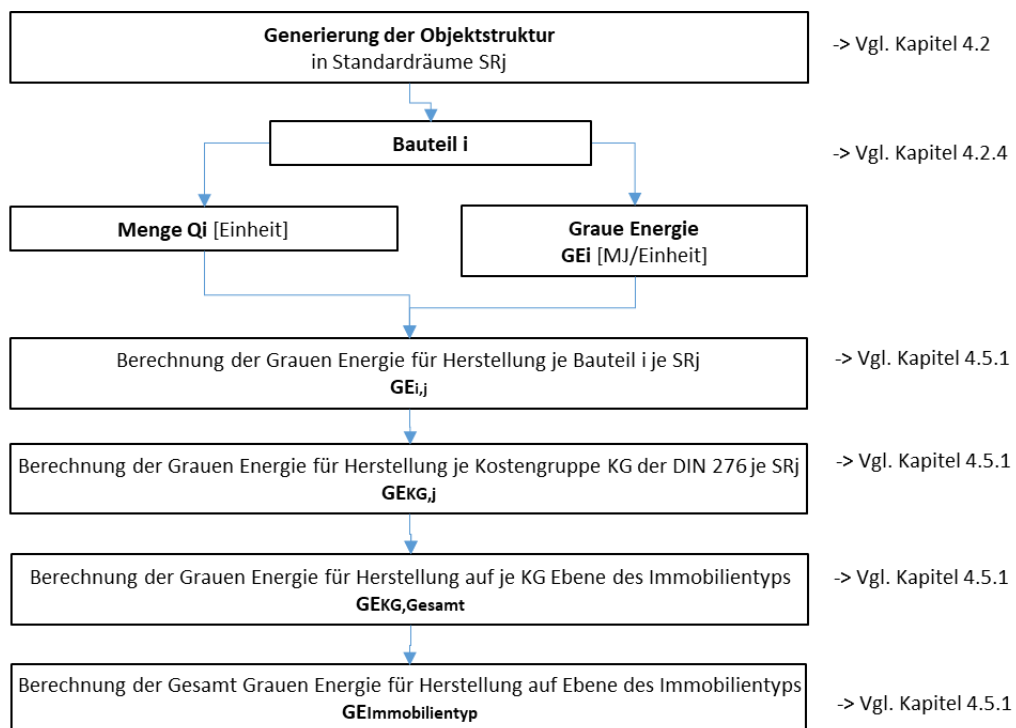 Generierung der Objektstruktur
in Standardräume SRj
-> Vgl. Kapitel 4.2
Bauteil i
-> Vgl. Kapitel 4.2.4
Menge Qi [Einheit]
Graue Energie
GEi [MJ/Einheit]
Berechnung der Grauen Energie für Herstellung je Bauteil i je SRj
GEi,j
-> Vgl. Kapitel 4.5.1
Berechnung der Grauen Energie für Herstellung je Kostengruppe KG der DIN 276 je SRj
GEKG,j
-> Vgl. Kapitel 4.5.1
Berechnung der Grauen Energie für Herstellung auf je KG Ebene des Immobilientyps
GEKG,Gesamt
-> Vgl. Kapitel 4.5.1
Berechnung der Gesamt Grauen Energie für Herstellung auf Ebene des Immobilientyps
GEImmobilientyp
-> Vgl. Kapitel 4.5.1